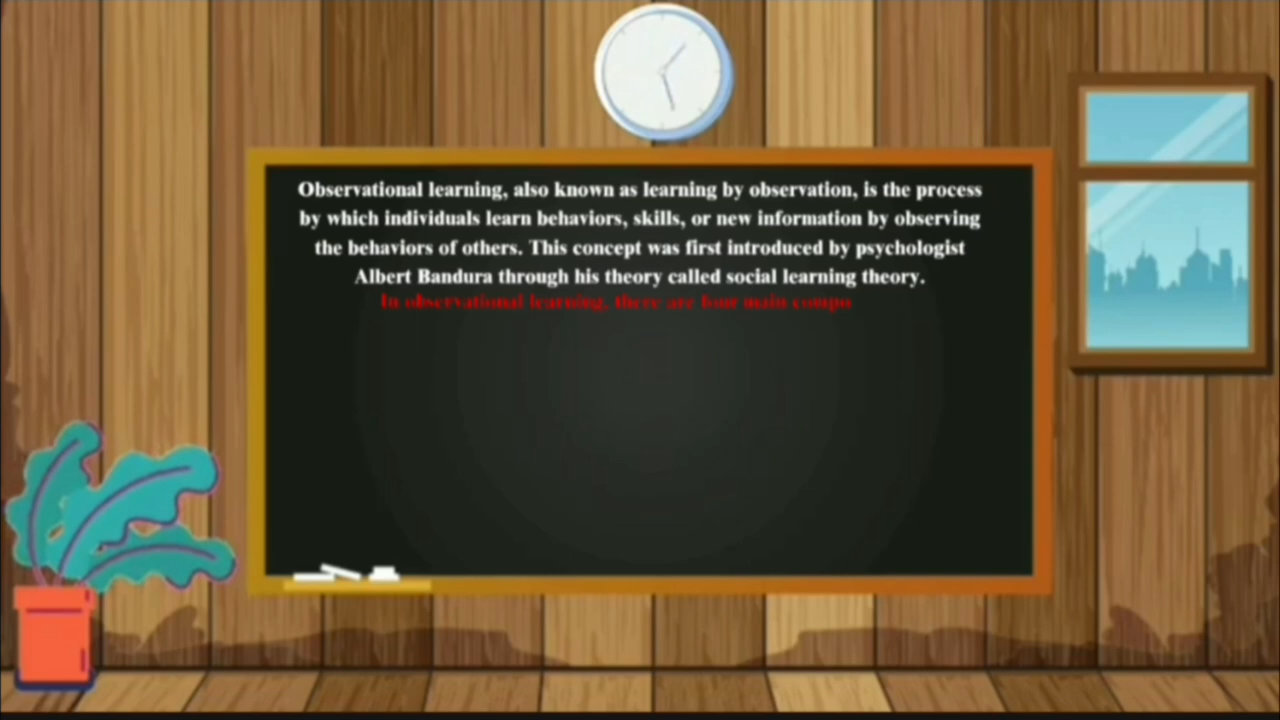 Observational learning, also known as learning by observation, is the process
by which individuals learn behaviors, skills, or new information by observing
the behaviors of others. This concept was first introduced by psychologist
Albert Bandura through his theory called social learning theory.
In observational learning, there are four main compo